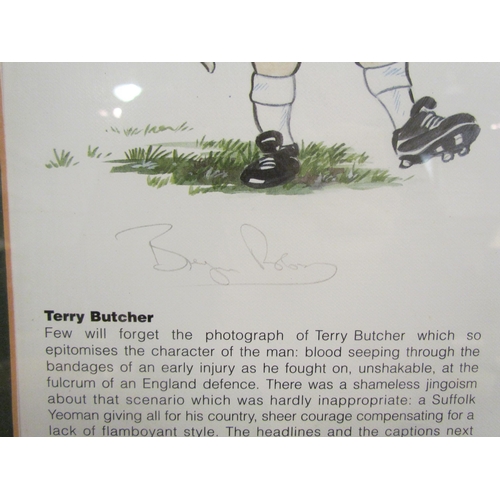 Bryan Robson
Terry Butcher
Few will forget the photograph of Terry Butcher which so
epitomises the character of the man: blood seeping through the
bandages of an early injury as he fought on, unshakable, at the
fulcrum of an England defence. There was a shameless jingoism
about that scenario which was hardly inappropriate: a Suffolk
Yeoman giving all for his country, sheer courage compensating for a
lack of flamboyant style. The headlines and the captions next